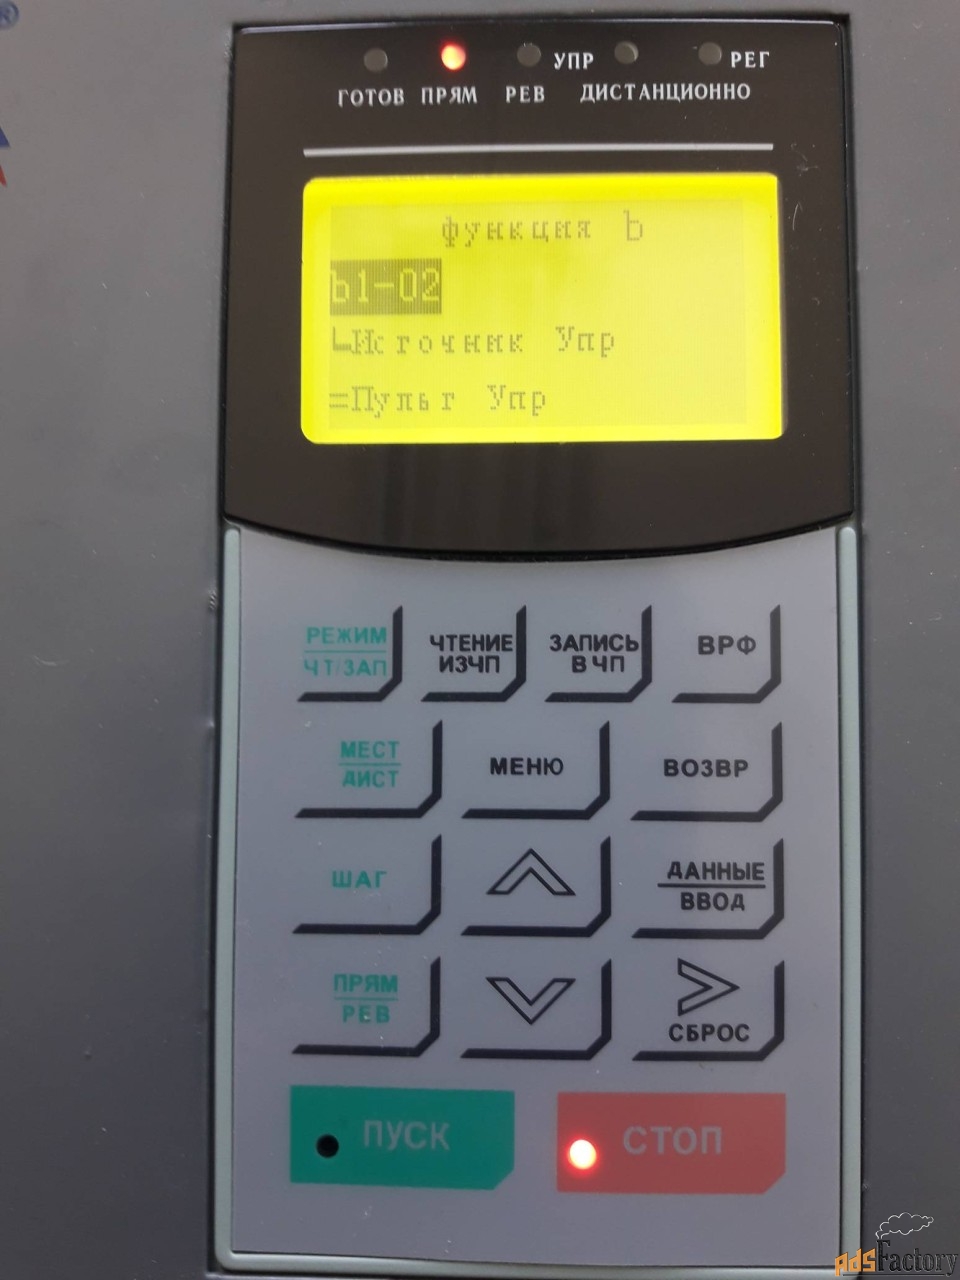 ®
УПР
РЕГ
ГОТОВ ПРЯМ РЕВ ДИСТАНЦИОННО
функция b
b1-02
Источник Упр
=Пульт Упр
РЕЖИМ
ЧТ/ЗАП
ЧТЕНИЕ
ИЗЧП
ЗАПИСЬ
В ЧП
ВРФ
МЕСТ
ДИСТ
МЕНЮ
ВОЗВР
ШАГ
ДАННЫЕ
ВВОД
ПРЯМ
РЕВ
СБРОС
ПУСК
СТОП
adsFactory